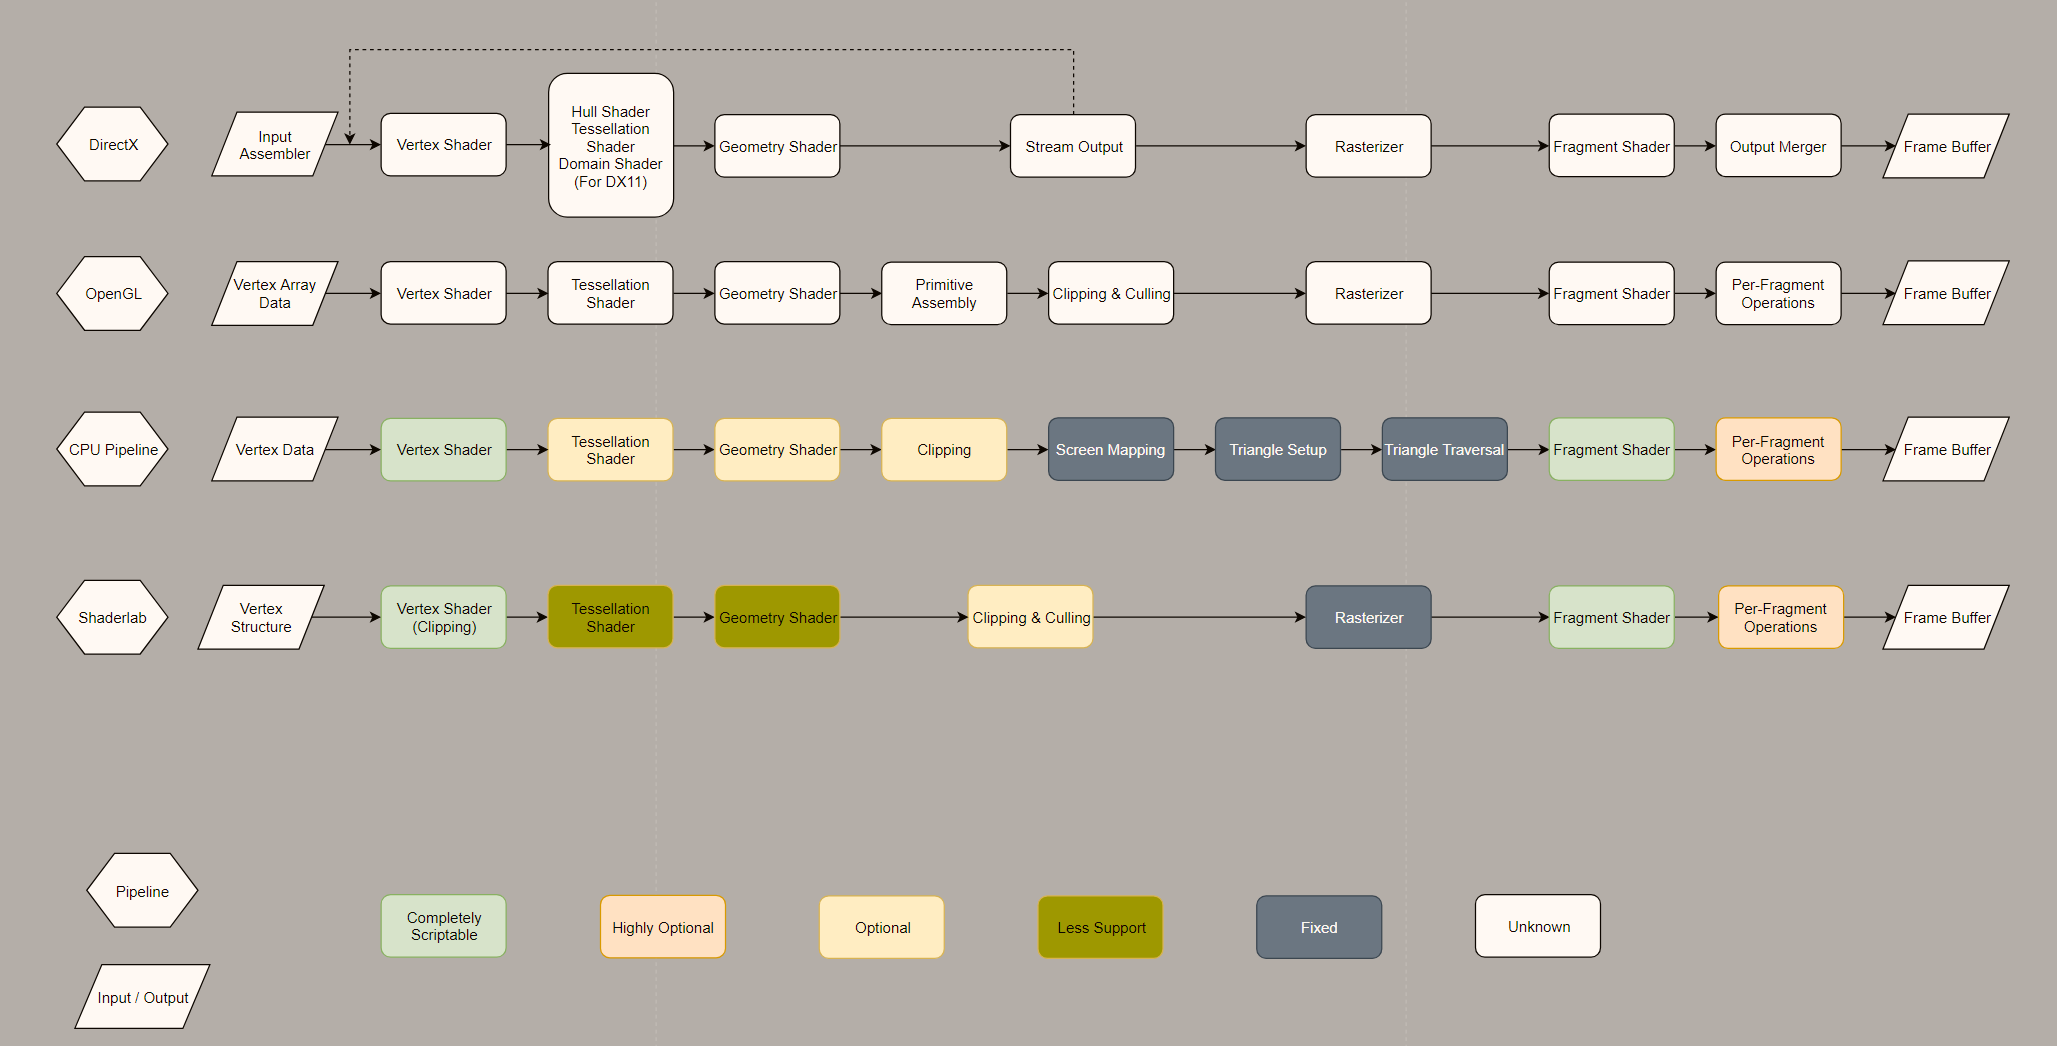 DirectX
Input
Assembler
Vertex Shader
Hull Shader
Tessellation
Shader
Domain Shader
(For DX11)
Geometry Shader
Stream Output
Rasterizer
Fragment Shader
Output Merger
Frame Buffer
OpenGL
Vertex Array
Data
Vertex Shader
Tessellation
Shader
Geometry Shader
Primitive
Assembly
Clipping & Culling
Rasterizer
Fragment Shader
Per-Fragment
Operations
Frame Buffer
CPU Pipeline
Vertex Data
Vertex Shader
Tessellation
Shader
Geometry Shader
Clipping
Screen Mapping
Triangle Setup
Triangle Traversal
Fragment Shader
Per-Fragment
Operations
Frame Buffer
Shaderlab
Vertex
Structure
Vertex Shader
(Clipping)
Tessellation
Shader
Geometry Shader
Clipping & Culling
Rasterizer
Fragment Shader
Per-Fragment
Operations
Frame Buffer
Pipeline
Completely
Scriptable
Highly Optional
Optional
Less Support
Fixed
Unknown
Input / Output